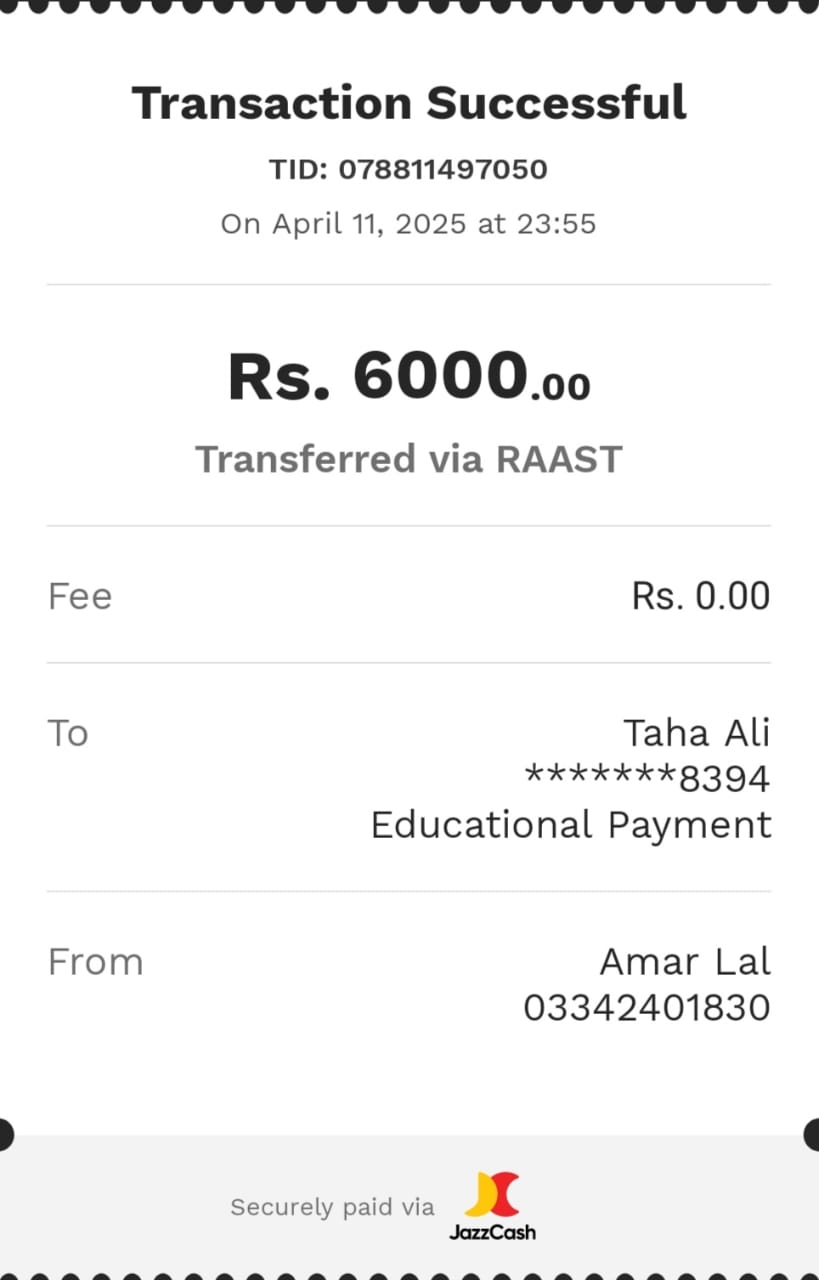 Transaction Successful
TID: 078811497050
On April 11, 2025 at 23:55
Rs. 6000.00
Transferred via RAAST
Fee Rs. 0.00
To Taha Ali
*******8394
Educational Payment
From Amar Lal
03342401830
Securely paid via JazzCash